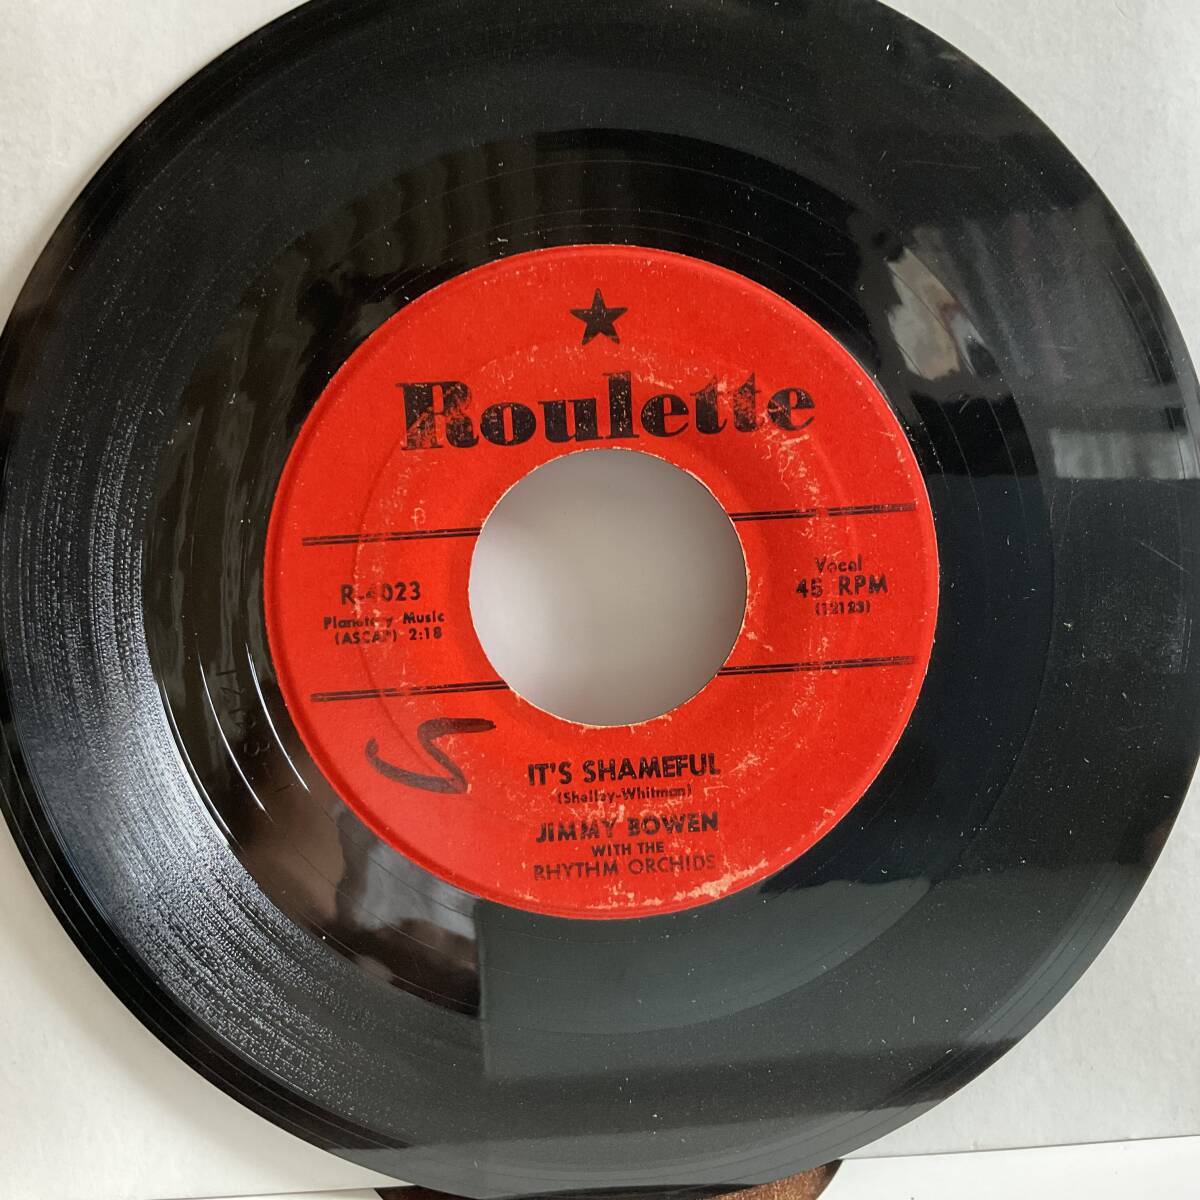 Roulette
R-4023
Planetary Music
(ASCAP) 2:18
Vocal
45 RPM
(12123)
IT'S SHAMEFUL
(Shelley-Whitman)
JIMMY BOWEN
WITH THE
RHYTHM ORCHIDS